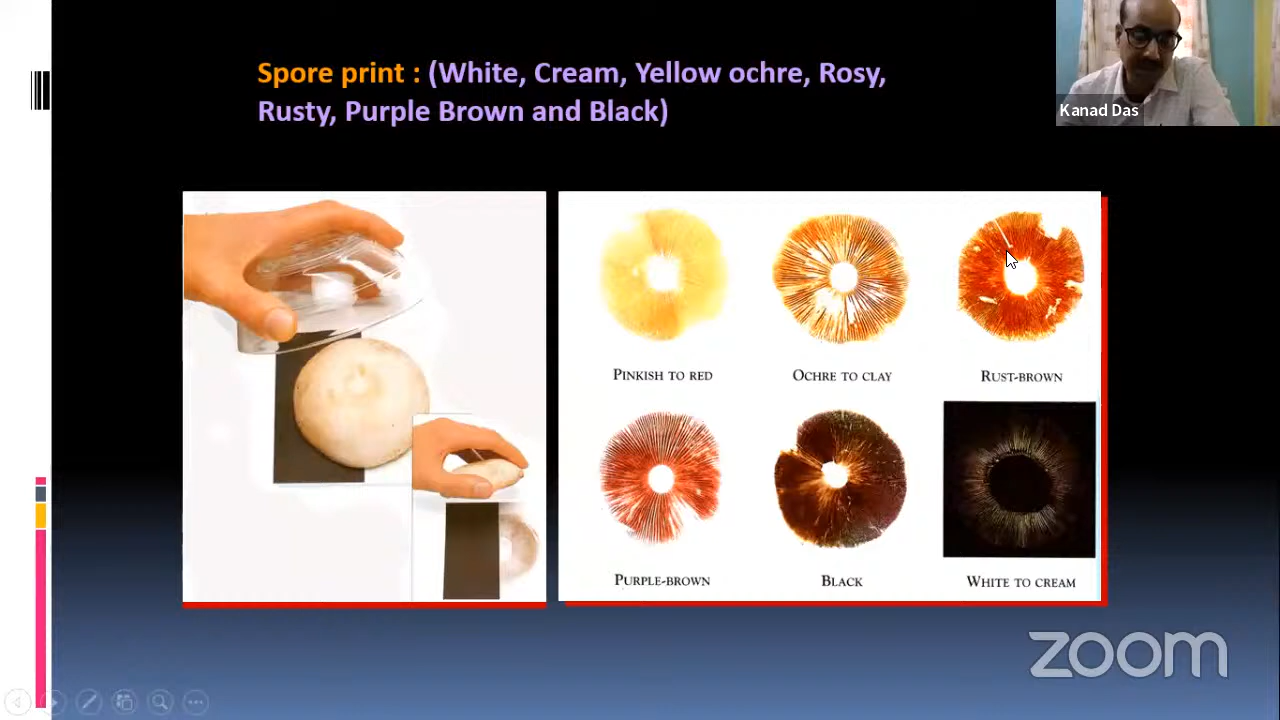 Spore print : (White, Cream, Yellow ochre, Rosy,
Rusty, Purple Brown and Black)
Kanad Das
PINKISH TO RED
OCHRE TO CLAY
RUST-BROWN
PURPLE-BROWN
BLACK
WHITE TO CREAM
zoom